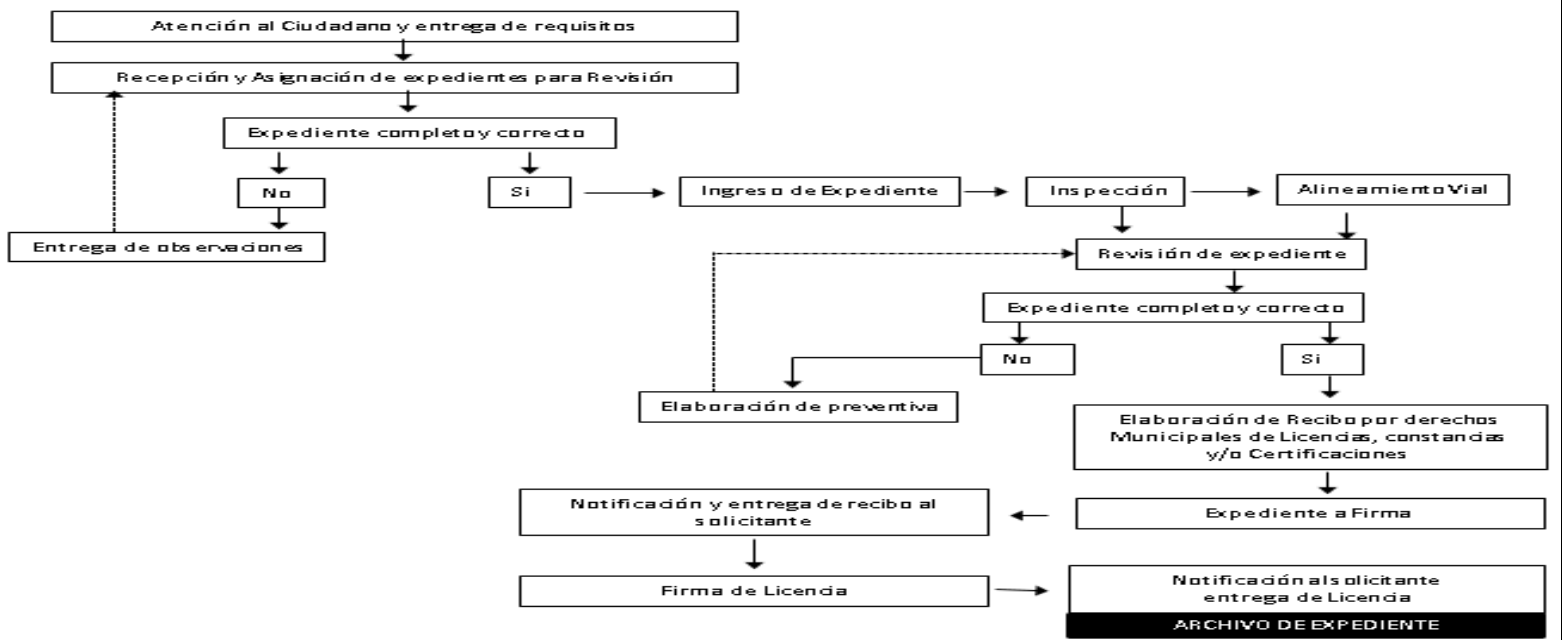 Atención al Ciudadano y entrega de requisitos
Recepción y Asignación de expedientes para Revisión
Expediente completo y correcto
No
Si
Ingreso de Expediente
Inspección
Alineamiento Vial
Entrega de observaciones
Revisión de expediente
Expediente completo y correcto
No
Si
Elaboración de preventiva
Elaboración de Recibo por derechos
Municipales de Licencias, constancias
y/o Certificaciones
Notificación y entrega de recibo al
solicitante
Expediente a Firma
Firma de Licencia
Notificación al solicitante
entrega de Licencia
ARCHIVO DE EXPEDIENTE